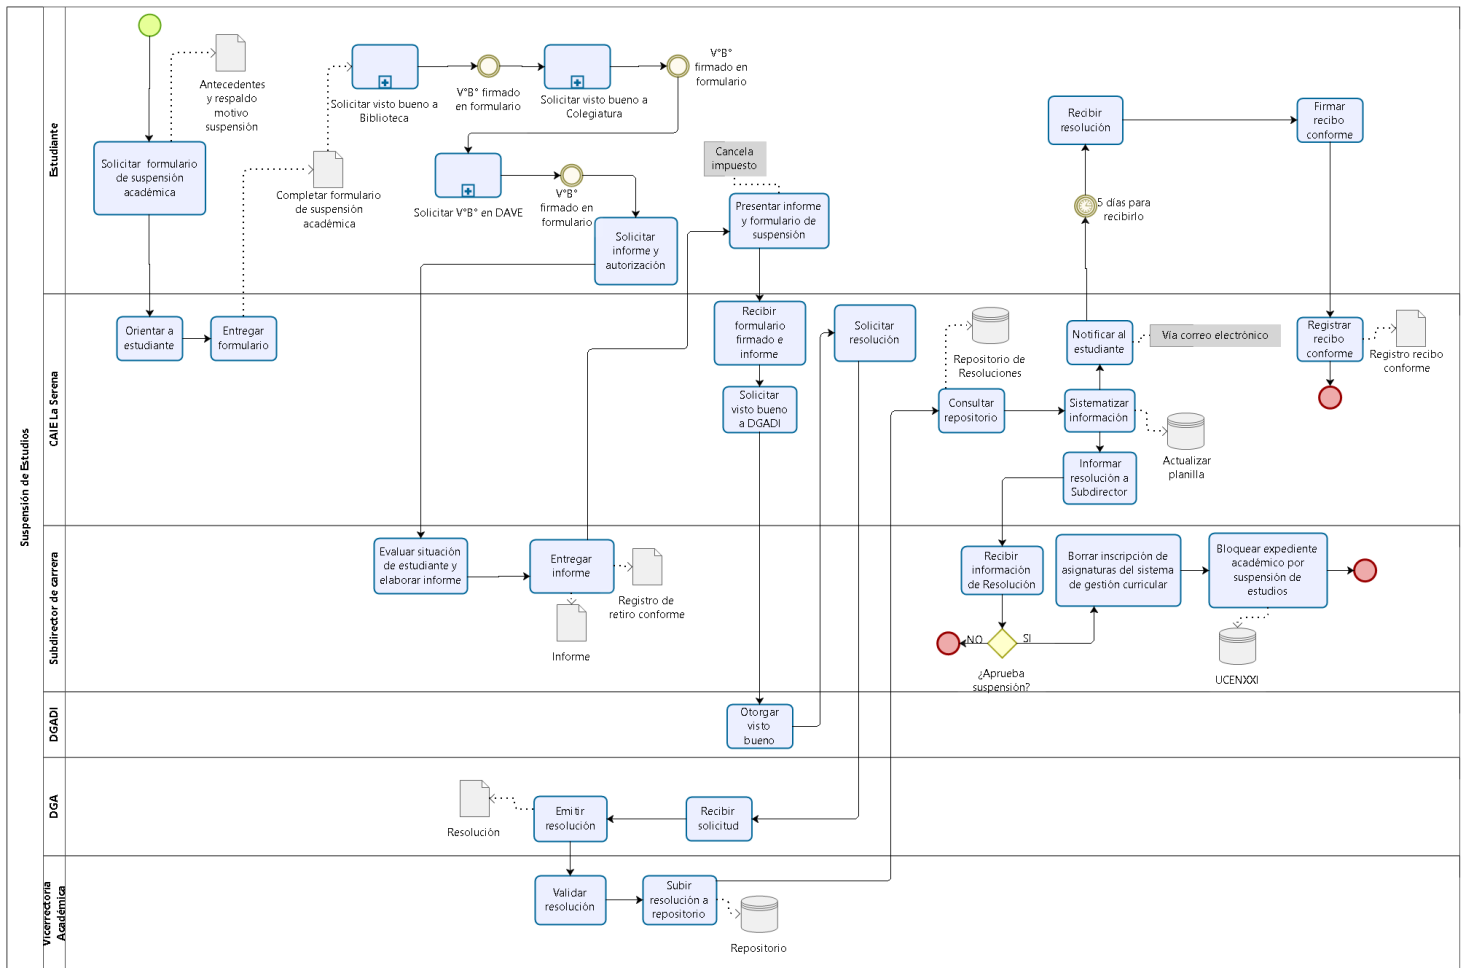 Suspensión de Estudios
Estudiante
Antecedentes
y respaldo
motivo
suspensión
Solicitar formulario
de suspensión
académica
Completar formulario
de suspensión
académica
Solicitar visto bueno a
Biblioteca
V°B° firmado
en formulario
Solicitar visto bueno a
Colegiatura
V°B°
firmado en
formulario
Solicitar V°B° en DAVE
V°B°
firmado en
formulario
Solicitar
informe y
autorización
Cancela
impuesto
Presentar informe
y formulario de
suspensión
Recibir
resolución
5 días para
recibirlo
Firmar
recibo
conforme
CAIE La Serena
Orientar a
estudiante
Entregar
formulario
Recibir
formulario
firmado e
informe
Solicitar
visto bueno
a DGADI
Solicitar
resolución
Repositorio de
Resoluciones
Consultar
repositorio
Notificar al
estudiante
Vía correo electrónico
Sistematizar
información
Actualizar
planilla
Informar
resolución a
Subdirector
Registrar
recibo
conforme
Registro recibo
conforme
Subdirector de carrera
Evaluar situación
de estudiante y
elaborar informe
Entregar
informe
Registro de
retiro conforme
Informe
Recibir
información
de Resolución
NO
SI
¿Aprueba
suspensión?
Borrar inscripción de
asignaturas del sistema
de gestión curricular
Bloquear expediente
académico por
suspensión de
estudios
UCENXXI
DGADI
Otorgar
visto
bueno
DGA
Resolución
Emitir
resolución
Recibir
solicitud
Vicerrectoría
Académica
Validar
resolución
Subir
resolución a
repositorio
Repositorio